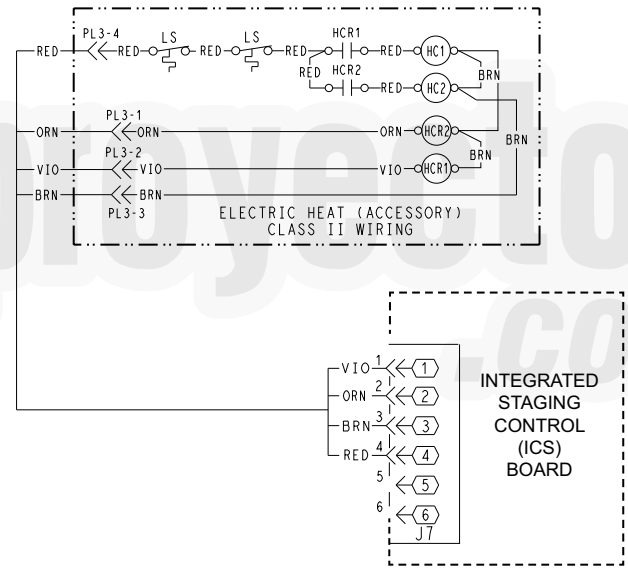 PL3-4 LS LS HCR1
RED RED RED RED RED HC1
RED HCR2 RED HC2 BRN
PL3-1
ORN ORN ORN HCR2 BRN
PL3-2 BRN
VIO VIO VIO HCR1
BRN BRN
PL3-3
ELECTRIC HEAT (ACCESSORY)
CLASS II WIRING
proyecto
.co
VIO 1 1
ORN 2 2
BRN 3 3
RED 4 4
5 5
6 6
J7
INTEGRATED
STAGING
CONTROL
(ICS)
BOARD